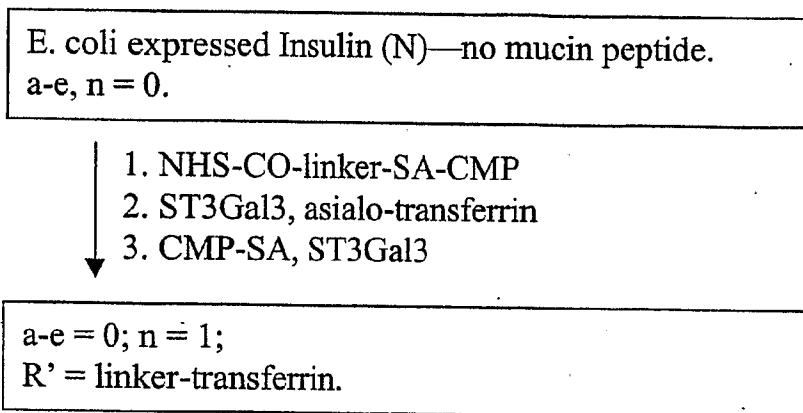 E. coli expressed Insulin (N)—no mucin peptide.
a-e, n = 0.
1. NHS-CO-linker-SA-CMP
2. ST3Gal3, asialo-transferrin
3. CMP-SA, ST3Gal3
a-e = 0; n = 1;
R’ = linker-transferrin.